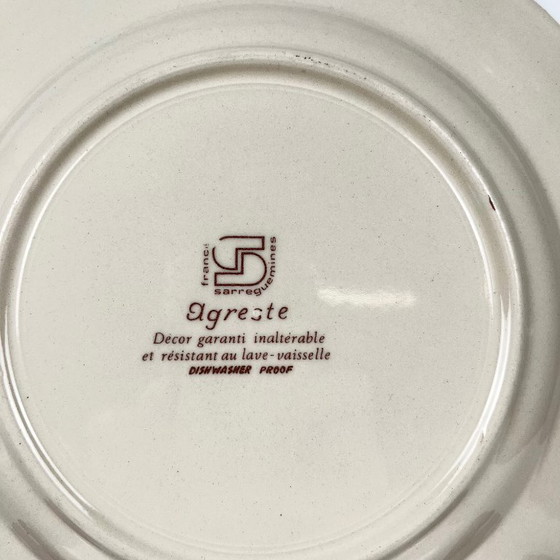 france
sarreguemines
agreste
Décor garanti inaltérable
et résistant au lave-vaisselle
DISHWASHER PROOF